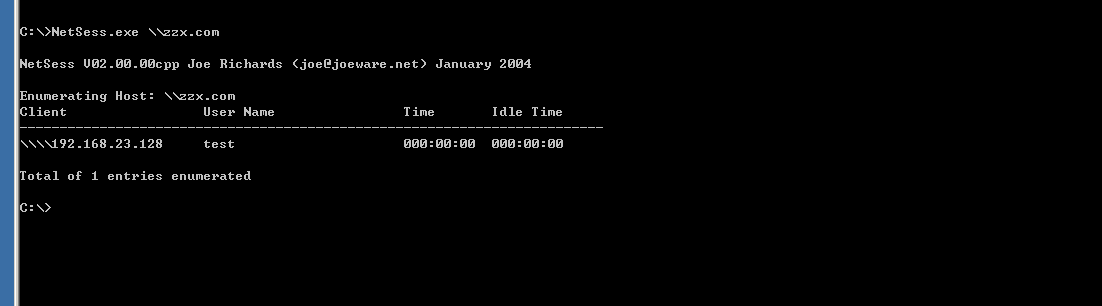 C:\>NetSess.exe \\zzx.com
NetSess V02.00.00cpp Joe Richards (joe@joeware.net) January 2004
Enumerating Host: \\zzx.com
Client User Name Time Idle Time
-------------------------------------------------------------------------
\\\\192.168.23.128 test 000:00:00 000:00:00
Total of 1 entries enumerated
C:\>